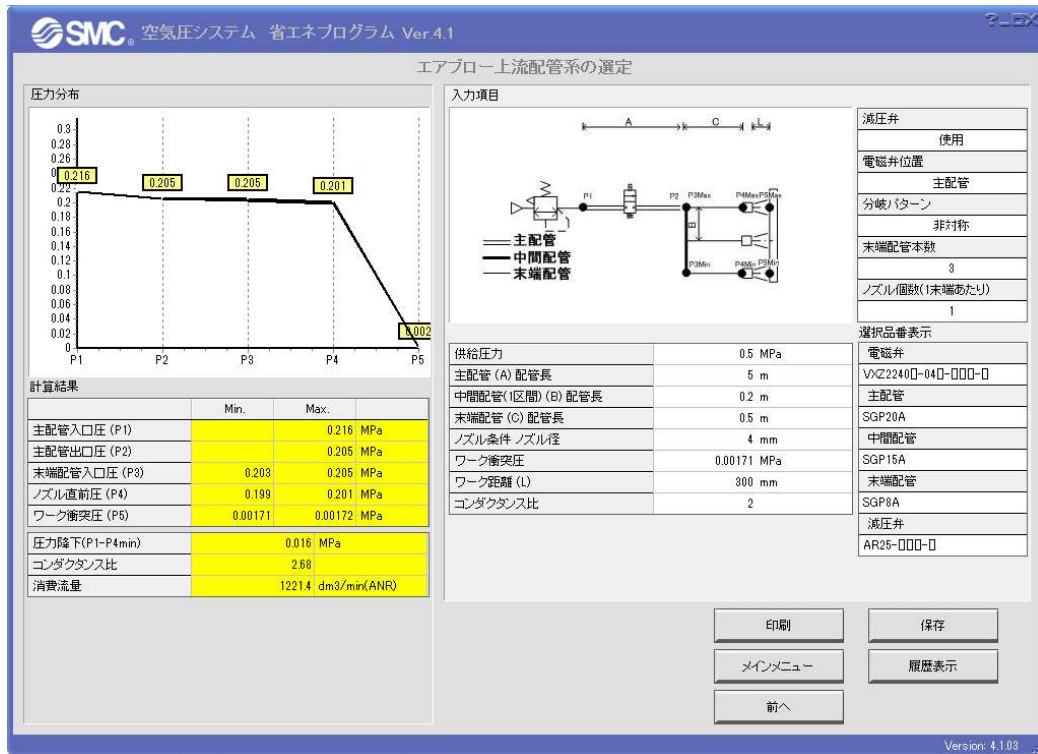 SMC® 空気圧システム 省エネプログラム Ver.4.1
エアブロー上流配管系の選定
圧力分布
0.3
0.28
0.26
0.22
0.2
0.18
0.16
0.14
0.12
0.1
0.08
0.06
0.04
0.02
0
0.216
0.205
0.205
0.201
0.002
P1 P2 P3 P4 P5
計算結果
Min. Max.
主配管入口圧 (P1) 0.216 MPa
主配管出口圧 (P2) 0.205 MPa
末端配管入口圧 (P3) 0.203 0.205 MPa
ノズル直前圧 (P4) 0.199 0.201 MPa
ワーク衝突圧 (P5) 0.00171 0.00172 MPa
圧力降下(P1-P4min) 0.016 MPa
コンダクタンス比 2.68
消費流量 1221.4 dm3/min(ANR)
入力項目
A C L
P1 P2 P3Max P4Max P5Max
B
P3Min P4Min P5Min
主配管
中間配管
末端配管
供給圧力 0.5 MPa
主配管 (A) 配管長 5 m
中間配管(1区間) (B) 配管長 0.2 m
末端配管 (C) 配管長 0.5 m
ノズル条件 ノズル径 4 mm
ワーク衝突圧 0.00171 MPa
ワーク距離 (L) 300 mm
コンダクタンス比 2
減圧弁
使用
電磁弁位置
主配管
分岐パターン
非対称
末端配管本数
3
ノズル個数(1末端あたり)
1
選択品番表示
電磁弁
VXZ2240□-04□-□□□-□
主配管
SGP20A
中間配管
SGP15A
末端配管
SGP8A
減圧弁
AR25-□□□-□
印刷 保存
メインメニュー 履歴表示
前へ
Version: 4.1.03